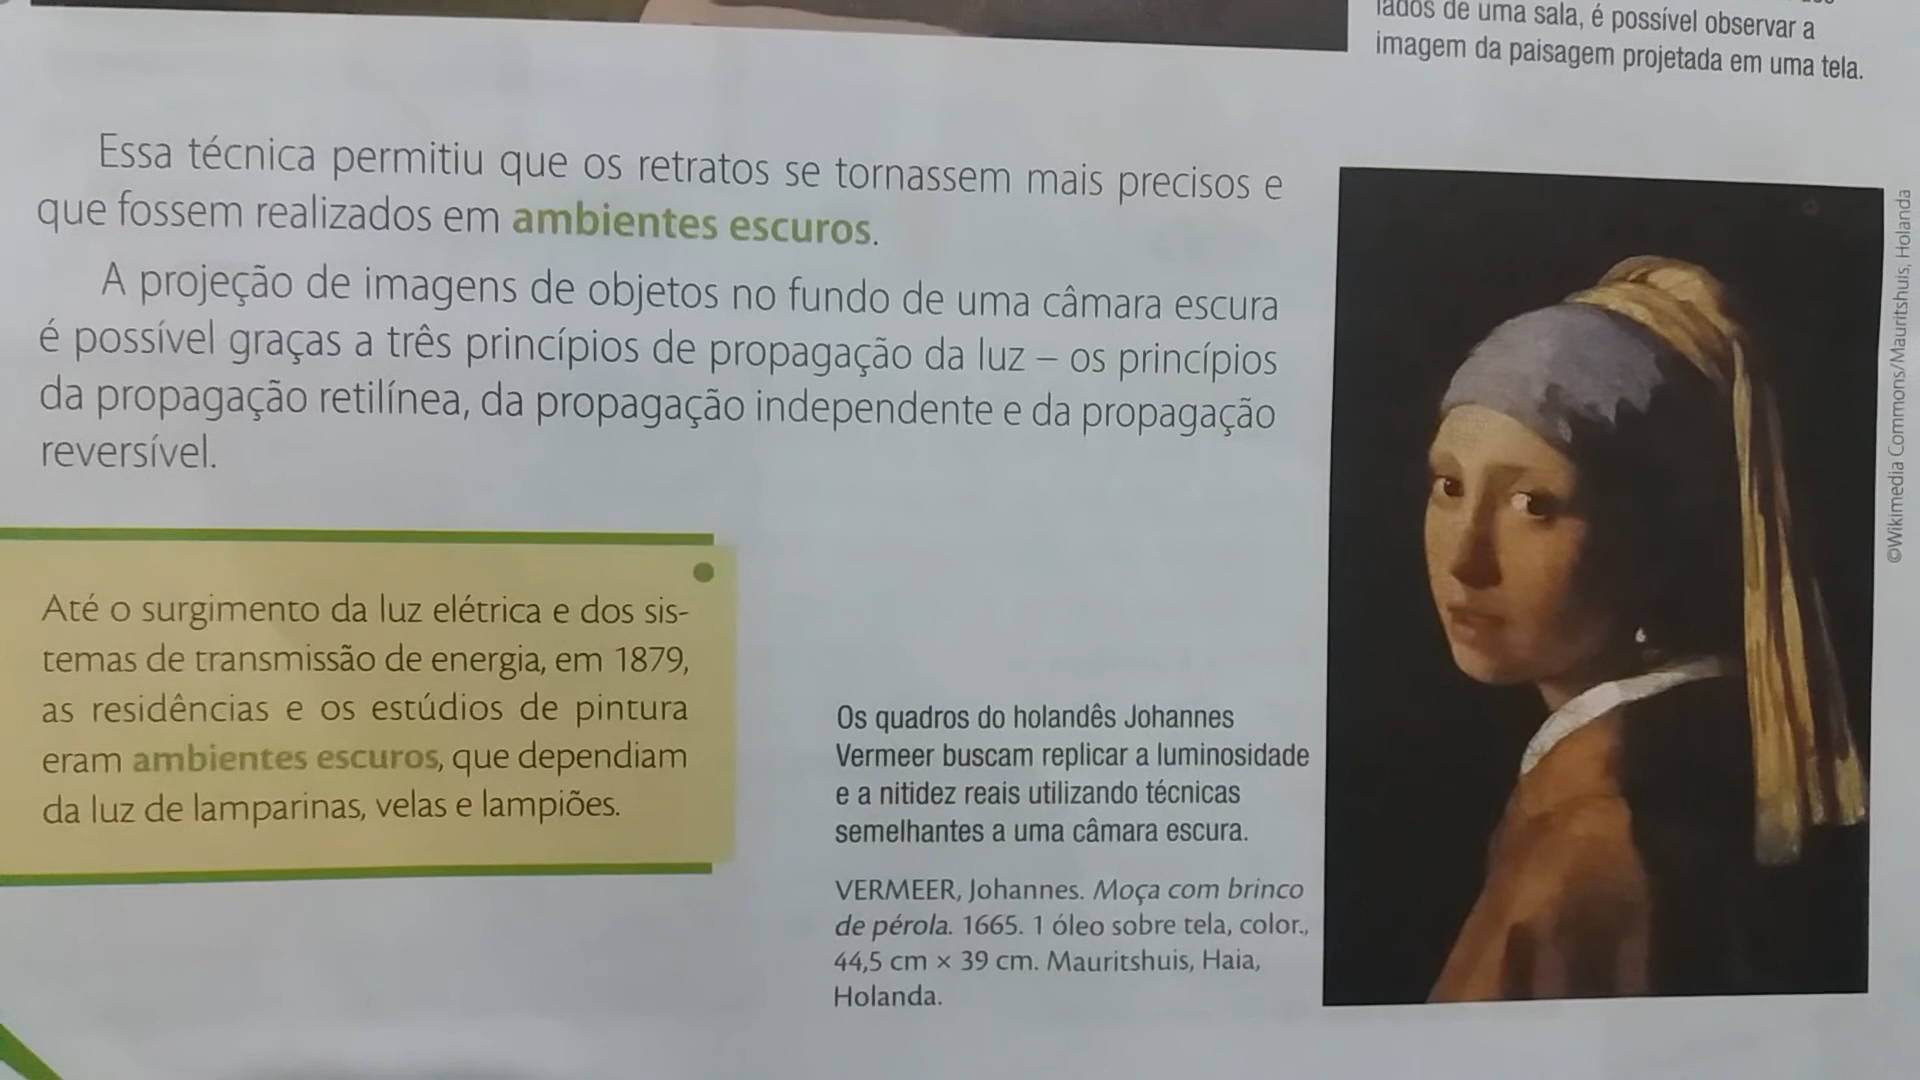 lados de uma sala, é possível observar a
imagem da paisagem projetada em uma tela.
Essa técnica permitiu que os retratos se tornassem mais precisos e
que fossem realizados em ambientes escuros.
A projeção de imagens de objetos no fundo de uma câmara escura
é possível graças a três princípios de propagação da luz – os princípios
da propagação retilínea, da propagação independente e da propagação
reversível.
Até o surgimento da luz elétrica e dos sis-
temas de transmissão de energia, em 1879,
as residências e os estúdios de pintura
eram ambientes escuros, que dependiam
da luz de lamparinas, velas e lampiões.
Os quadros do holandês Johannes
Vermeer buscam replicar a luminosidade
e a nitidez reais utilizando técnicas
semelhantes a uma câmara escura.
VERMEER, Johannes. Moça com brinco
de pérola. 1665. 1 óleo sobre tela, color.,
44,5 cm × 39 cm. Mauritshuis, Haia,
Holanda.
©Wikimedia Commons/Mauritshuis, Holanda